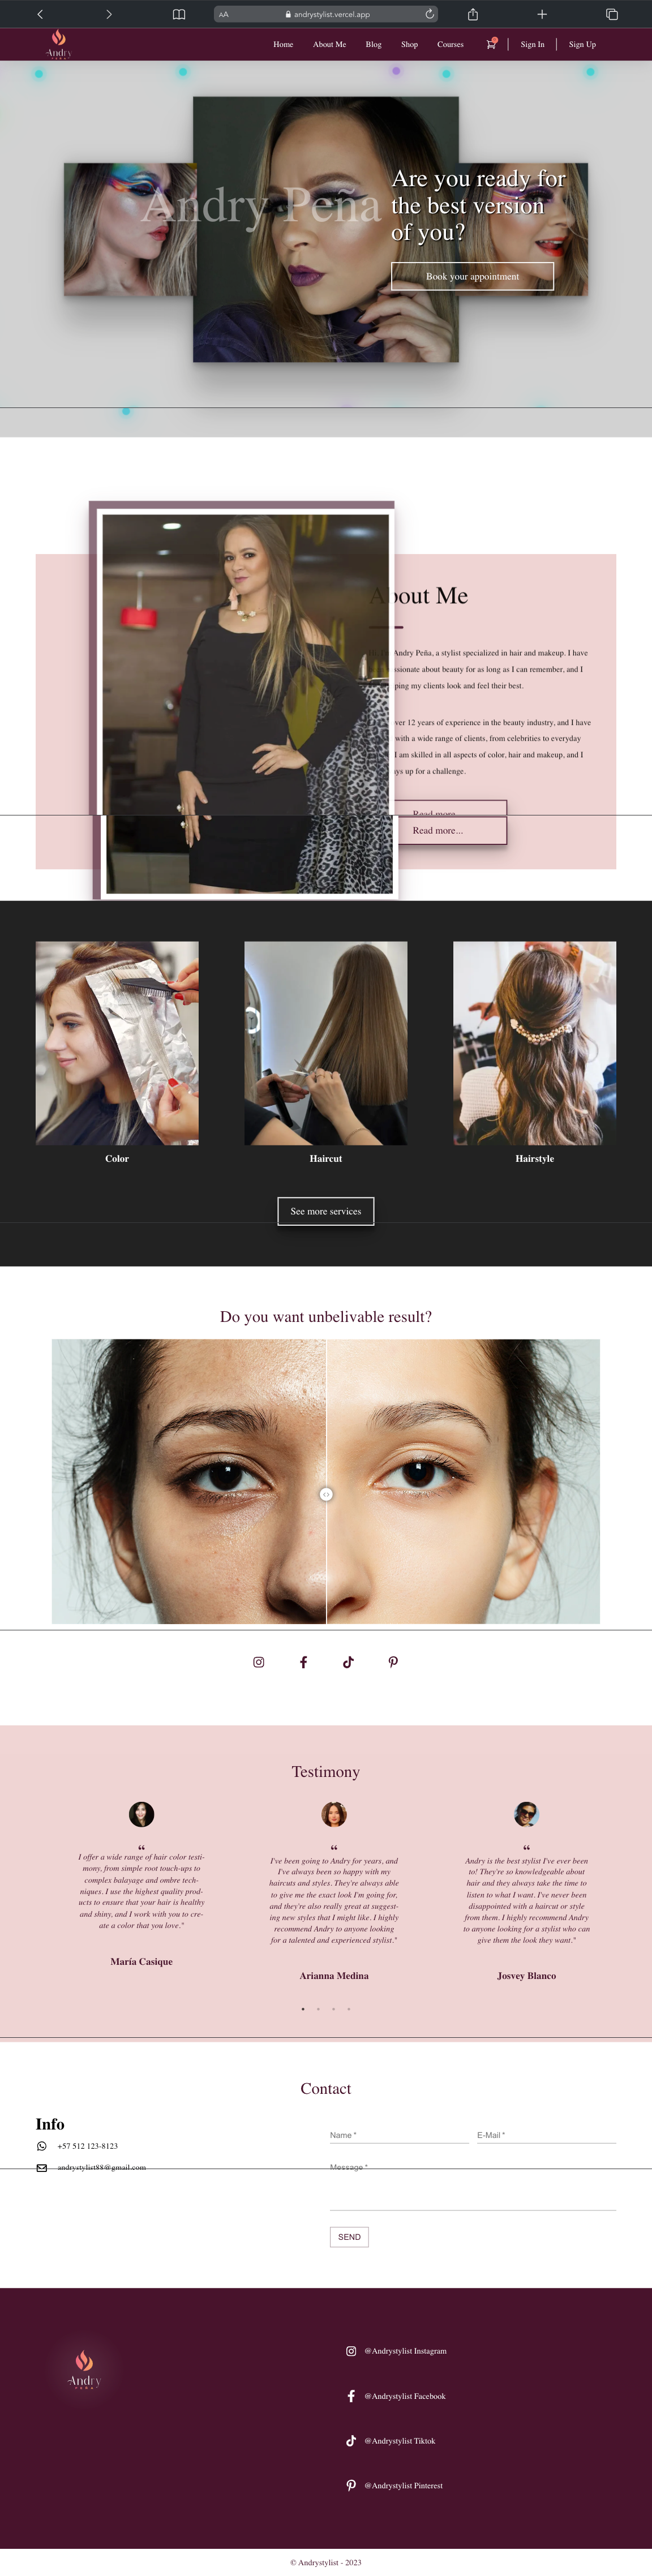 AA
andrystylist.vercel.app
Andry
PEÑA
Home
About Me
Blog
Shop
Courses
Sign In
Sign Up
Andry Peña
Are you ready for
the best version
of you?
Book your appointment
About Me
Andry Peña, a stylist specialized in hair and makeup. I have
ssionate about beauty for as long as I can remember, and I
ping my clients look and feel their best.
ver 12 years of experience in the beauty industry, and I have
with a wide range of clients, from celebrities to everyday
I am skilled in all aspects of color, hair and makeup, and I
ys up for a challenge.
Read more
Read more...
Color
Haircut
Hairstyle
See more services
Do you want unbelivable result?
Testimony
“
I offer a wide range of hair color testi-
mony, from simple root touch-ups to
complex balayage and ombre tech-
niques. I use the highest quality prod-
ucts to ensure that your hair is healthy
and shiny, and I work with you to cre-
ate a color that you love."
María Casique
“
I've been going to Andry for years, and
I've always been so happy with my
haircuts and styles. They're always able
to give me the exact look I'm going for,
and they're also really great at suggest-
ing new styles that I might like. I highly
recommend Andry to anyone looking
for a talented and experienced stylist."
Arianna Medina
“
Andry is the best stylist I've ever been
to! They're so knowledgeable about
hair and they always take the time to
listen to what I want. I've never been
disappointed with a haircut or style
from them. I highly recommend Andry
to anyone looking for a stylist who can
give them the look they want."
Josvey Blanco
Contact
Info
+57 512 123-8123
andrystylist88@gmail.com
Name *
E-Mail *
Message *
SEND
Andry
PEÑA
@Andrystylist Instagram
@Andrystylist Facebook
@Andrystylist Tiktok
@Andrystylist Pinterest
© Andrystylist - 2023